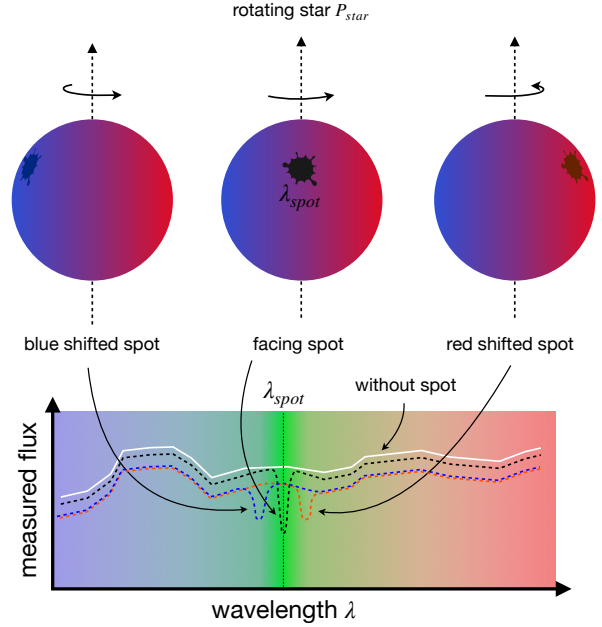 rotating star P_star
λ_spot
blue shifted spot
facing spot
red shifted spot
λ_spot
without spot
measured flux
wavelength λ